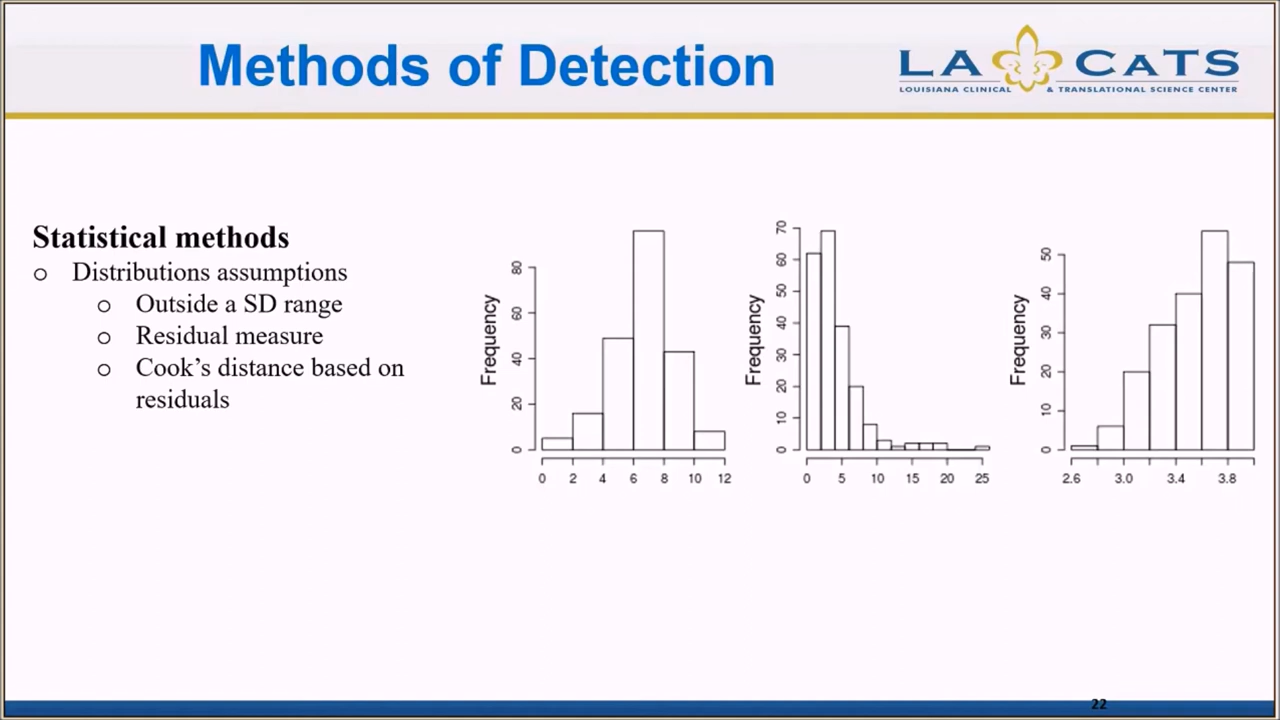 Methods of Detection
LA CATS
LOUISIANA CLINICAL & TRANSLATIONAL SCIENCE CENTER
Statistical methods
o Distributions assumptions
o Outside a SD range
o Residual measure
o Cook’s distance based on
residuals
Frequency
0 20 40 60 80
0 2 4 6 8 10 12
Frequency
0 10 20 30 40 50 60 70
0 5 10 15 20 25
Frequency
0 10 20 30 40 50
2.6 3.0 3.4 3.8
22